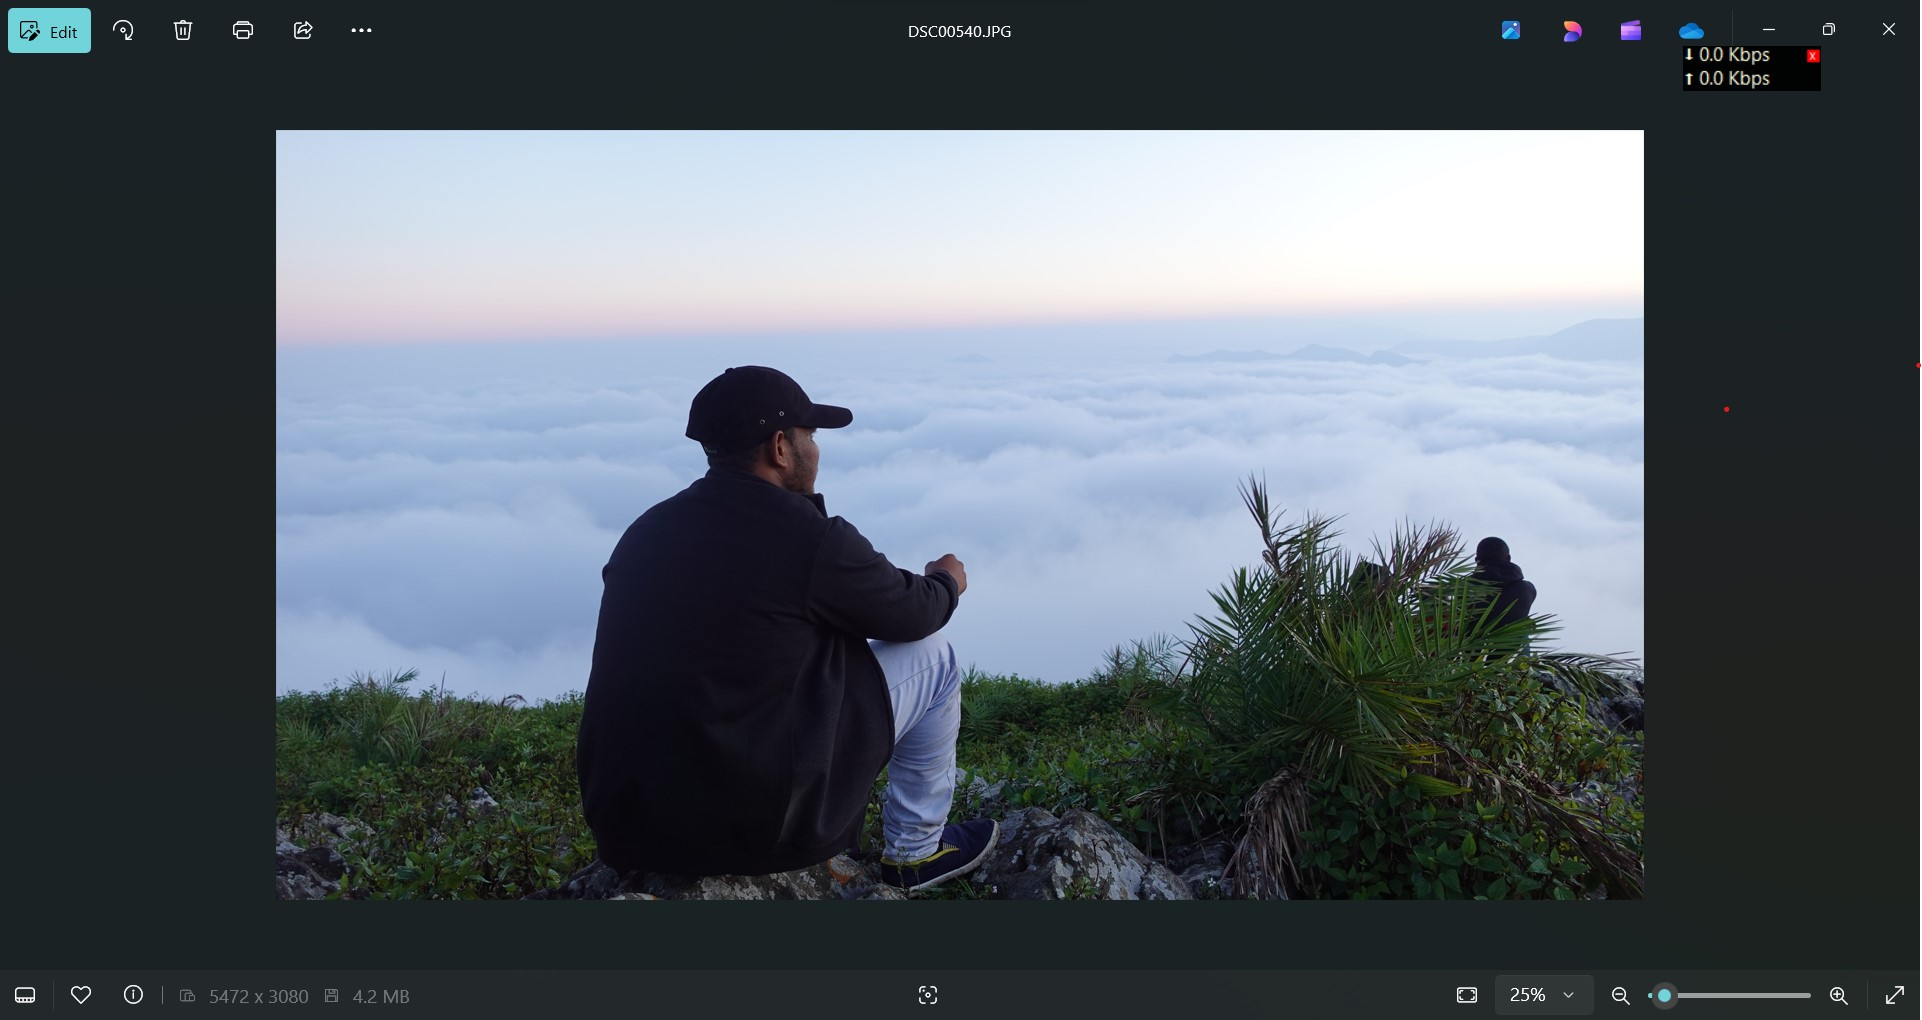 Edit
DSC00540.JPG
0.0 Kbps
x
0.0 Kbps
5472 x 3080
4.2 MB
25%